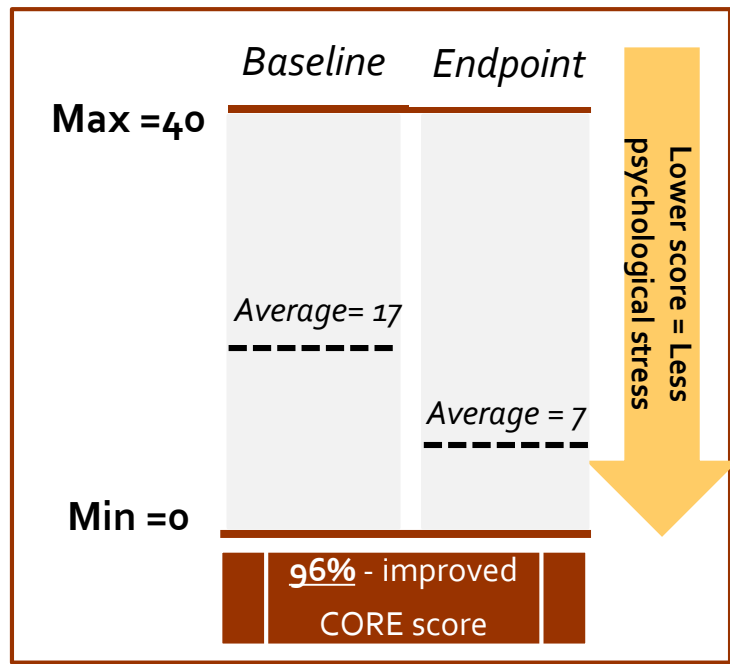 Baseline Endpoint
Max =40
Lower score = Less
psychological stress
Average= 17
Average = 7
Min =0
96% - improved
CORE score